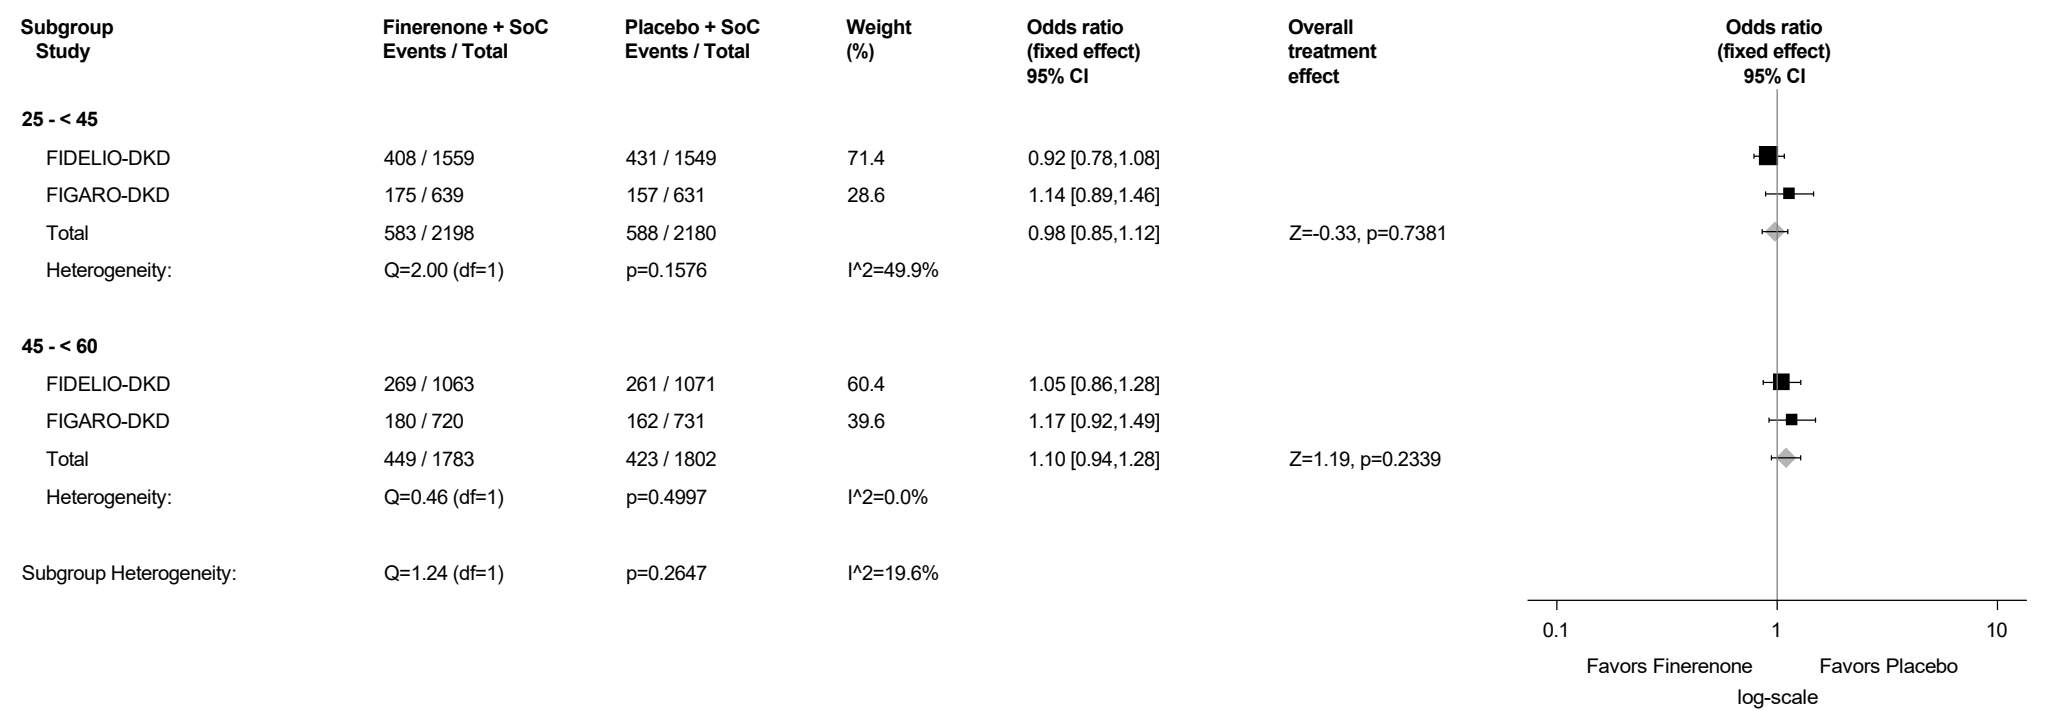 Subgroup Finerenone + SoC Placebo + SoC Weight Odds ratio Overall Odds ratio
Study Events / Total Events / Total (%) (fixed effect) treatment (fixed effect)
95% CI effect 95% CI
25 - < 45
FIDELIO-DKD 408 / 1559 431 / 1549 71.4 0.92 [0.78,1.08]
FIGARO-DKD 175 / 639 157 / 631 28.6 1.14 [0.89,1.46]
Total 583 / 2198 588 / 2180 0.98 [0.85,1.12] Z=-0.33, p=0.7381
Heterogeneity: Q=2.00 (df=1) p=0.1576 I^2=49.9%
45 - < 60
FIDELIO-DKD 269 / 1063 261 / 1071 60.4 1.05 [0.86,1.28]
FIGARO-DKD 180 / 720 162 / 731 39.6 1.17 [0.92,1.49]
Total 449 / 1783 423 / 1802 1.10 [0.94,1.28] Z=1.19, p=0.2339
Heterogeneity: Q=0.46 (df=1) p=0.4997 I^2=0.0%
Subgroup Heterogeneity: Q=1.24 (df=1) p=0.2647 I^2=19.6%
0.1 1 10
Favors Finerenone Favors Placebo
log-scale